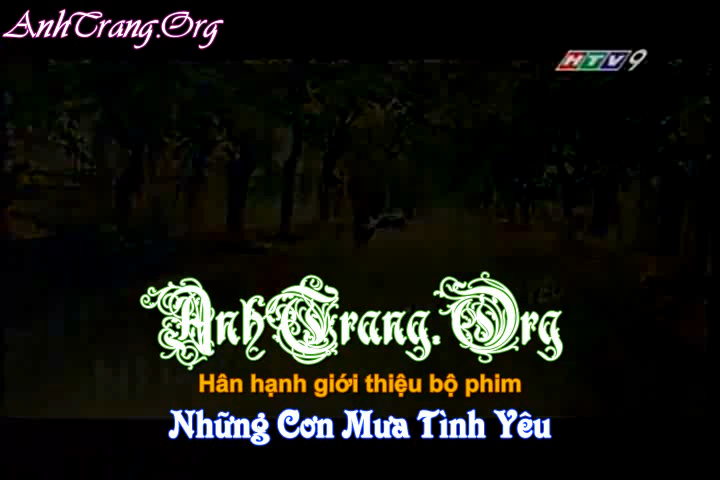 AnhTrang.Org
HTV9
AnhTrang.Org
Hân hạnh giới thiệu bộ phim
Những Cơn Mưa Tình Yêu